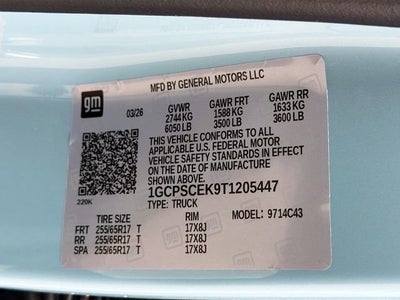 gm
MFD BY GENERAL MOTORS LLC
03/26 GVWR GAWR FRT GAWR RR
2744 KG 1588 KG 1633 KG
6050 LB 3500 LB 3600 LB
THIS VEHICLE CONFORMS TO ALL
APPLICABLE U.S. FEDERAL MOTOR
VEHICLE SAFETY STANDARDS IN EFFECT
ON THE DATE OF MANUFACTURE
SHOWN ABOVE.
1GCPSCEK9T1205447
220K TYPE: TRUCK MODEL: 9714C43
TIRE SIZE RIM
FRT 255/65R17 T 17X8J
RR 255/65R17 T 17X8J
SPA 255/65R17 T 17X8J